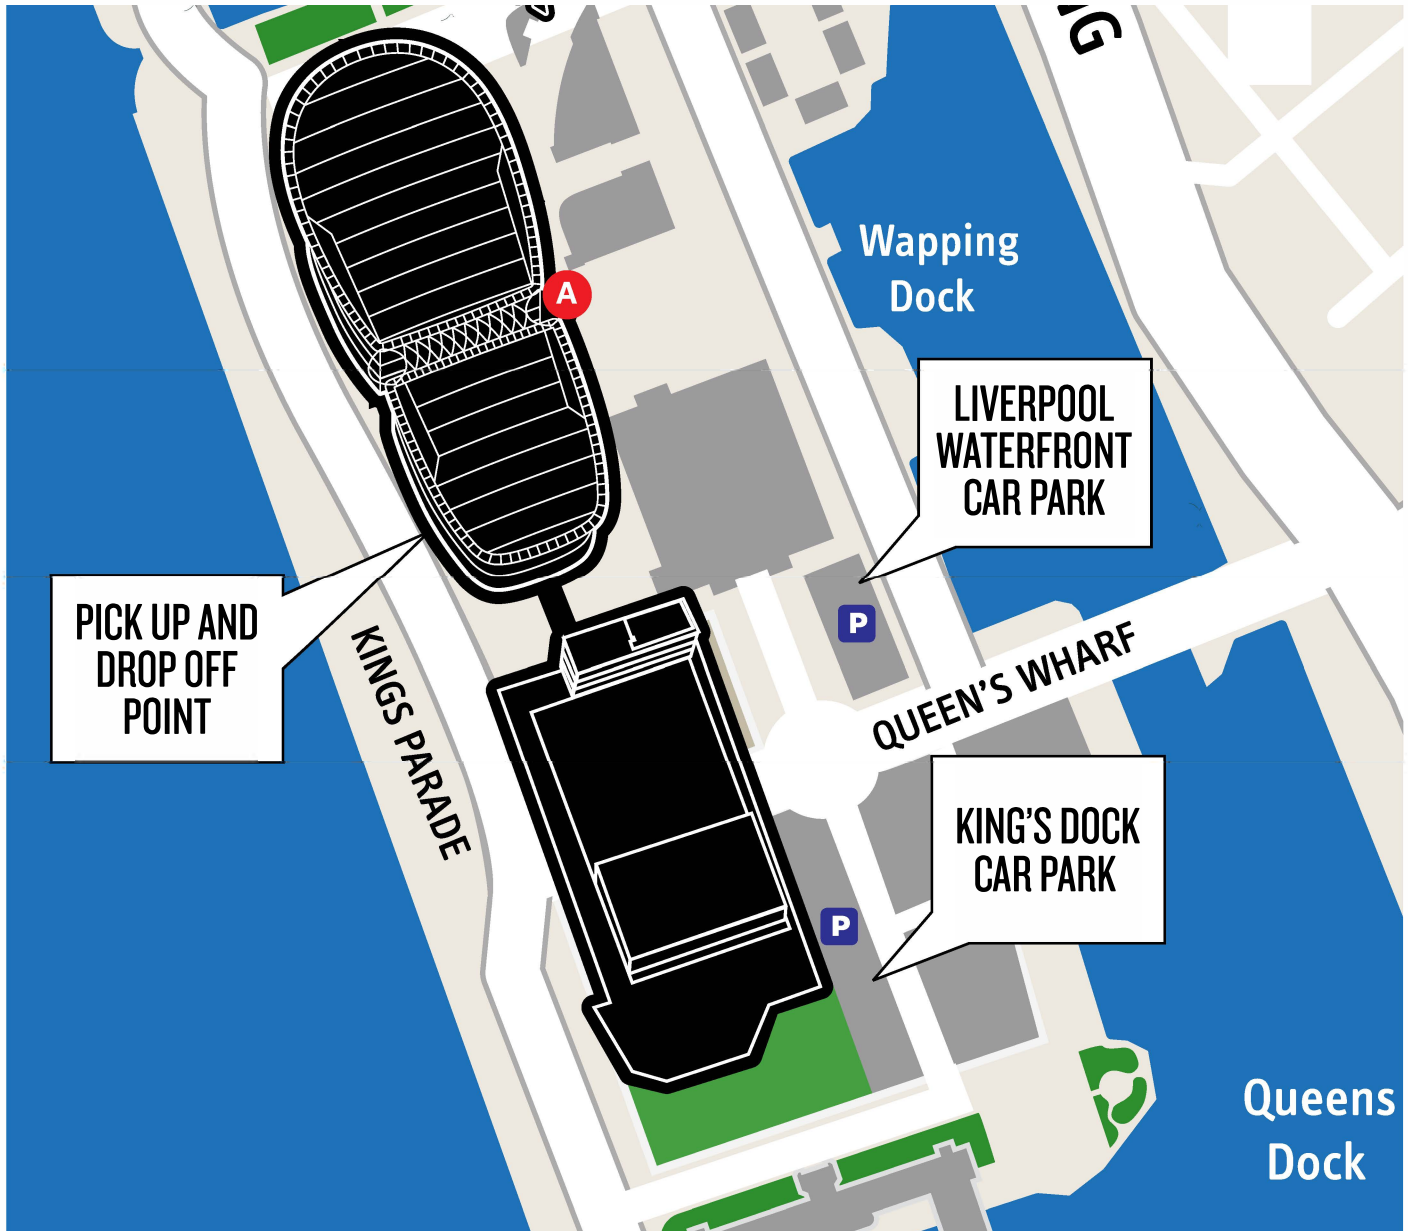 NG
Wapping
Dock
A
LIVERPOOL
WATERFRONT
CAR PARK
PICK UP AND
DROP OFF
POINT
P
KINGS PARADE
QUEEN'S WHARF
KING'S DOCK
CAR PARK
P
Queens
Dock